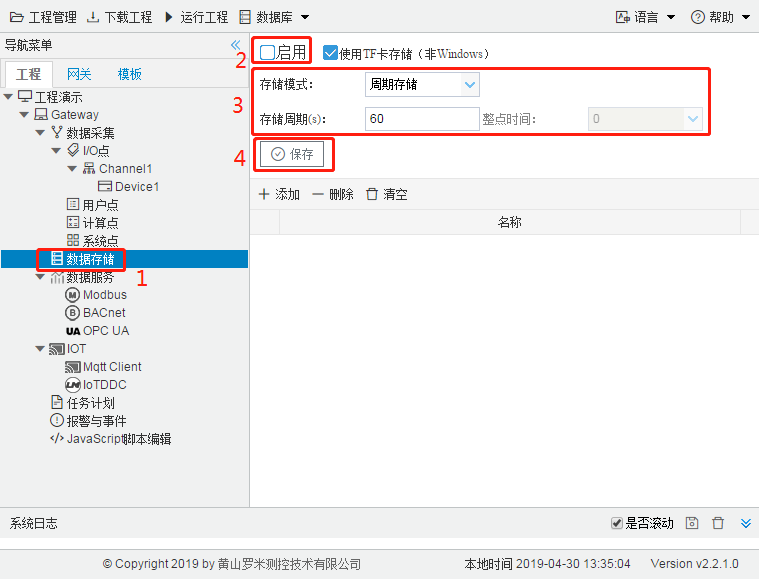 工程管理 下载工程 运行工程 数据库 语言 帮助
导航菜单
2 启用 使用TF卡存储（非Windows）
工程 网关 模板
3 存储模式: 周期存储
存储周期(s): 60 整点时间: 0
4 保存
添加 删除 清空
名称
工程演示
Gateway
数据采集
I/O点
Channel1
Device1
用户点
计算点
系统点
数据存储
1
数据服务
M Modbus
B BACnet
UA OPC UA
IOT
Mqtt Client
IoTDDC
任务计划
报警与事件
JavaScript脚本编辑
系统日志 是否滚动
© Copyright 2019 by 黄山罗米测控技术有限公司 本地时间 2019-04-30 13:35:04 Version v2.2.1.0